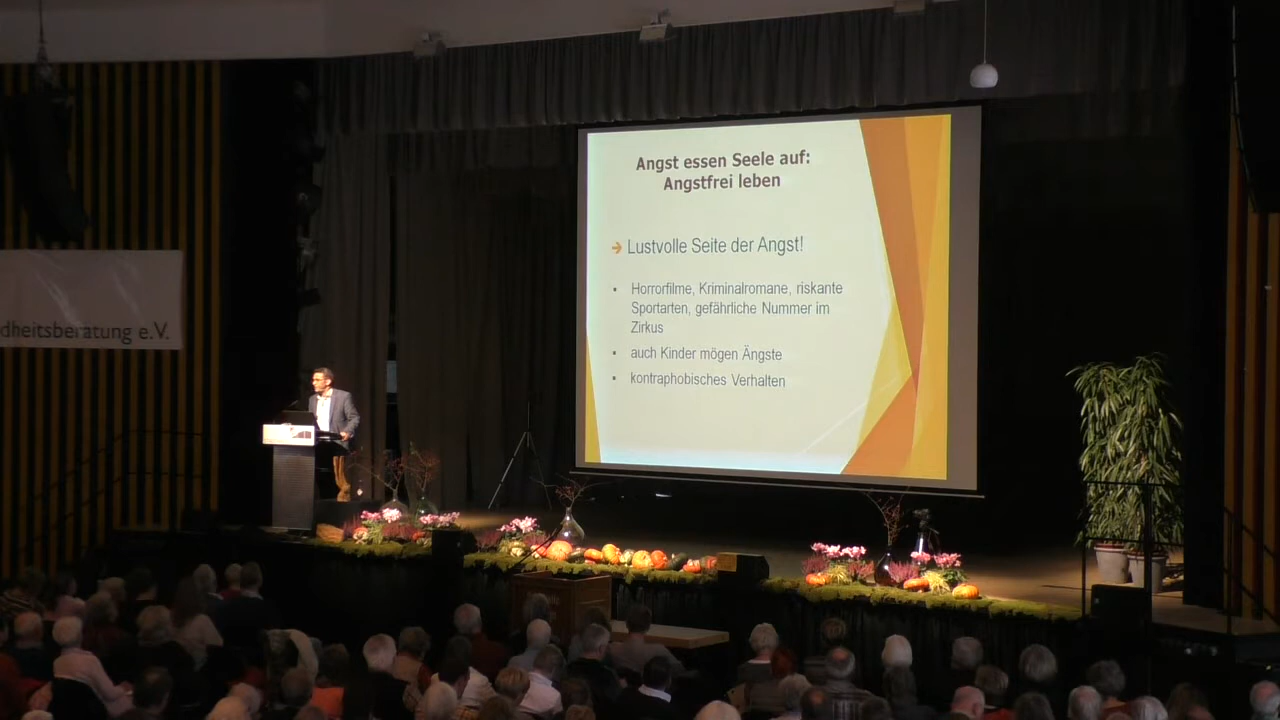 Angst essen Seele auf:
Angstfrei leben
Lustvolle Seite der Angst!
Horrorfilme, Kriminalromane, riskante
Sportarten, gefährliche Nummer im
Zirkus
auch Kinder mögen Ängste
kontraphobisches Verhalten
dheitsberatung e.V.